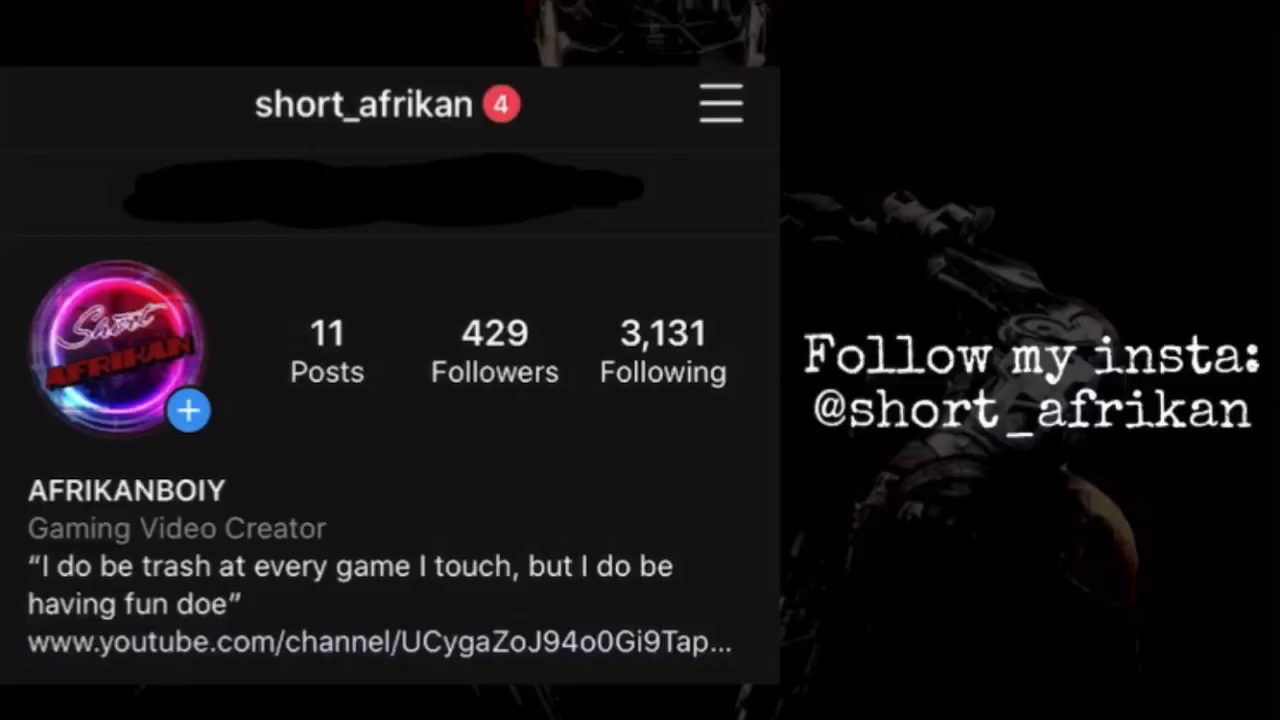 short_afrikan 4
Short
AFRIKAN
11 429 3,131
Posts Followers Following
AFRIKANBOIY
Gaming Video Creator
“I do be trash at every game I touch, but I do be
having fun doe”
www.youtube.com/channel/UCygaZoJ94o0Gi9Tap...
Follow my insta:
@short_afrikan